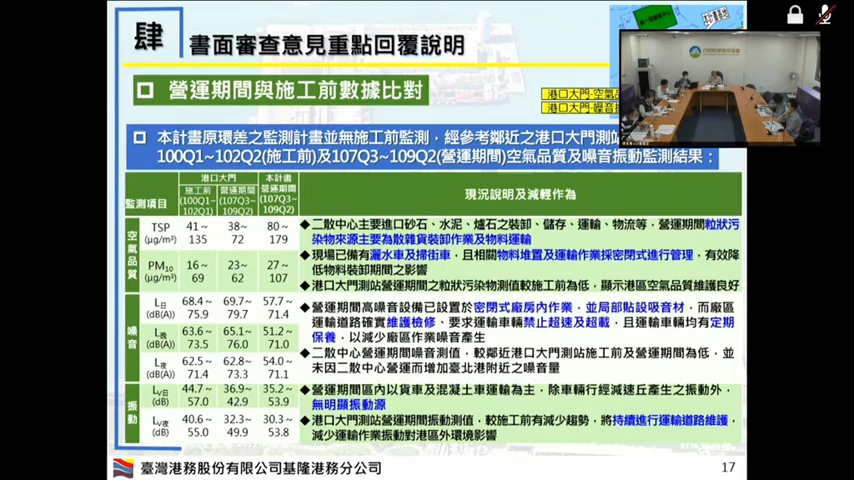 肆
書面審查意見重點回覆說明
營運期間與施工前數據比對
港口大門-空氣品
港口大門-噪音
本計畫原環差之監測計畫並無施工前監測，經參考鄰近之港口大門測站
100Q1~102Q2(施工前)及107Q3~109Q2(營運期間)空氣品質及噪音振動監測結果：
監測項目
港口大門
本計畫
現況說明及減輕作為
施工前
(100Q1~
102Q1)
營運期間
(107Q3~
109Q2)
營運期間
(107Q3~
109Q2)
空氣品質
TSP
(μg/m³)
41~
135
38~
72
80~
179
◆二散中心主要進口砂石、水泥、爐石之裝卸、儲存、運輸、物流等，營運期間粒狀污
染物來源主要為散雜貨裝卸作業及物料運輸
◆現場已備有灑水車及掃街車，且相關物料堆置及運輸作業採密閉式進行管理，有效降
低物料裝卸期間之影響
◆港口大門測站營運期間之粒狀污染物測值較施工前為低，顯示港區空氣品質維護良好
PM10
(μg/m³)
16~
69
23~
62
27~
107
噪音
L日
(dB(A))
68.4~
75.9
69.7~
79.7
57.7~
71.4
◆營運期間高噪音設備已設置於密閉式廠房內作業，並局部貼設吸音材，而廠區
運輸道路確實維護檢修、要求運輸車輛禁止超速及超載，且運輸車輛均有定期
保養，以減少廠區作業噪音產生
◆二散中心營運期間噪音測值，較鄰近港口大門測站施工前及營運期間為低，並
未因二散中心營運而增加臺北港附近之噪音量
L晚
(dB(A))
63.6~
73.5
65.1~
76.0
51.2~
71.0
L夜
(dB(A))
62.5~
71.4
62.8~
73.3
54.0~
71.1
振動
LV日
(dB)
44.7~
57.0
36.9~
42.9
35.2~
53.9
◆營運期間區內以貨車及混凝土車運輸為主，除車輛行經減速丘產生之振動外，
無明顯振動源
◆港口大門測站營運期間振動測值，較施工前有減少趨勢，將持續進行運輸道路維護，
減少運輸作業振動對港區外環境影響
LV夜
(dB)
40.6~
55.0
32.3~
49.9
30.3~
53.8
臺灣港務股份有限公司基隆港務分公司
17